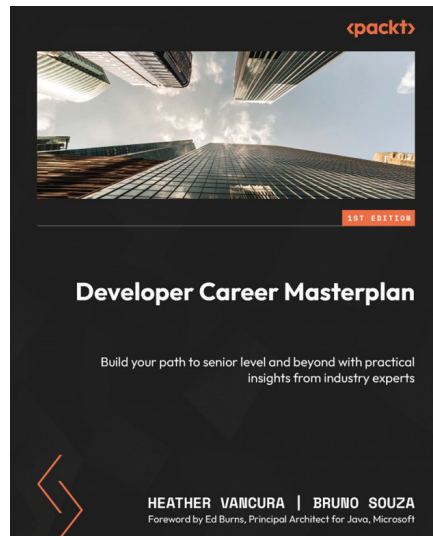 <packt>
1ST EDITION
Developer Career Masterplan
Build your path to senior level and beyond with practical
insights from industry experts
HEATHER VANCURA | BRUNO SOUZA
Foreword by Ed Burns, Principal Architect for Java, Microsoft